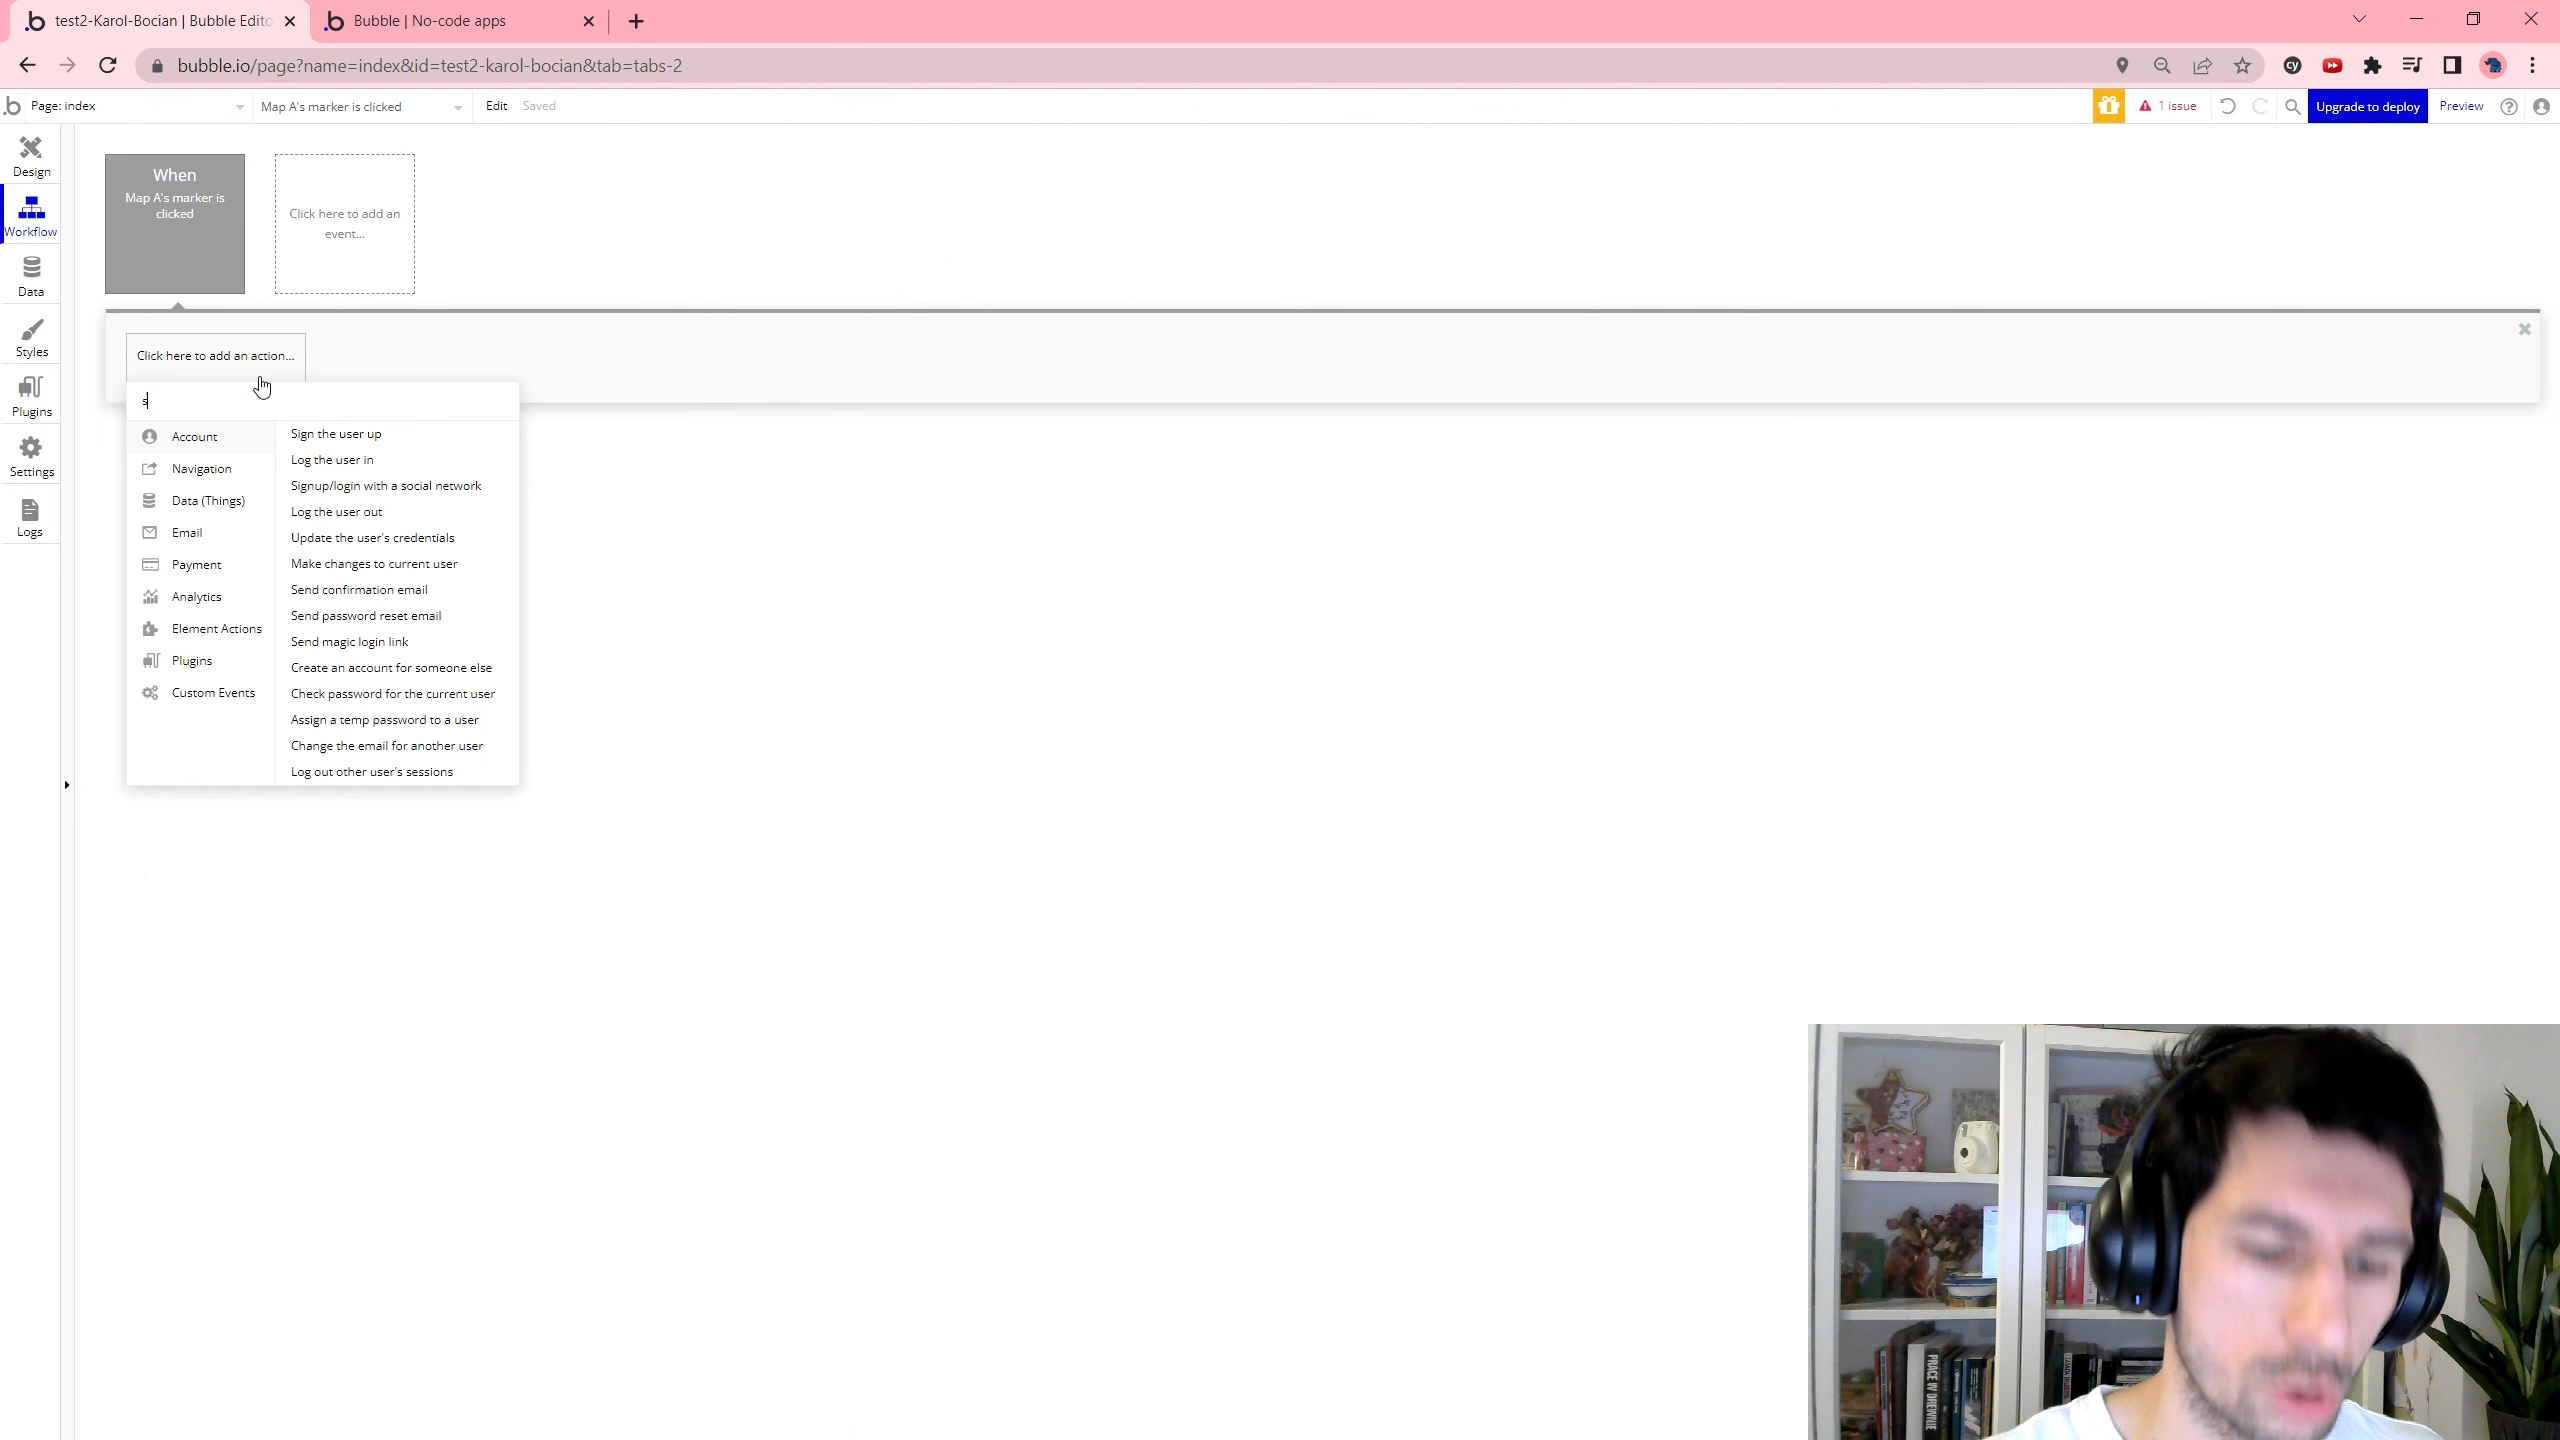 test2-Karol-Bocian | Bubble Edito
Bubble | No-code apps
bubble.io/page?name=index&id=test2-karol-bocian&tab=tabs-2
Page: index
Map A's marker is clicked
Edit
Saved
1 issue
Upgrade to deploy
Preview
Design
Workflow
Data
Styles
Plugins
Settings
Logs
When
Map A's marker is
clicked
Click here to add an
event...
Click here to add an action...
s
Account
Navigation
Data (Things)
Email
Payment
Analytics
Element Actions
Plugins
Custom Events
Sign the user up
Log the user in
Signup/login with a social network
Log the user out
Update the user's credentials
Make changes to current user
Send confirmation email
Send password reset email
Send magic login link
Create an account for someone else
Check password for the current user
Assign a temp password to a user
Change the email for another user
Log out other user's sessions